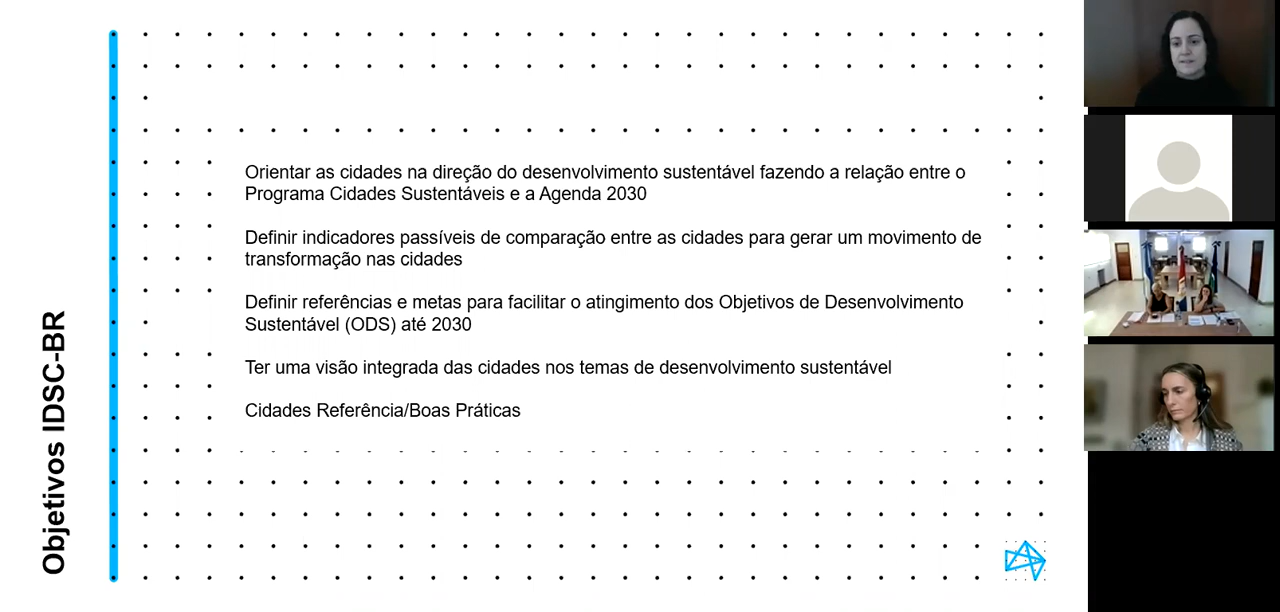 Objetivos IDSC-BR
Orientar as cidades na direção do desenvolvimento sustentável fazendo a relação entre o
Programa Cidades Sustentáveis e a Agenda 2030
Definir indicadores passíveis de comparação entre as cidades para gerar um movimento de
transformação nas cidades
Definir referências e metas para facilitar o atingimento dos Objetivos de Desenvolvimento
Sustentável (ODS) até 2030
Ter uma visão integrada das cidades nos temas de desenvolvimento sustentável
Cidades Referência/Boas Práticas